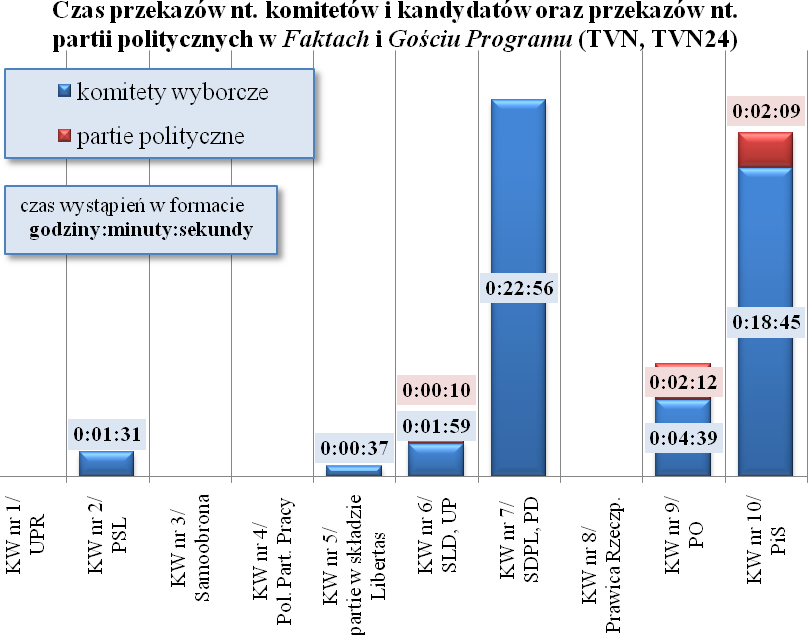 Czas przekazów nt. komitetów i kandydatów oraz przekazów nt.
partii politycznych w Faktach i Gościu Programu (TVN, TVN24)
komitety wyborcze
partie polityczne
czas wystąpień w formacie
godziny:minuty:sekundy
0:01:31
0:00:37
0:00:10
0:01:59
0:22:56
0:02:12
0:04:39
0:02:09
0:18:45
KW nr 1/
UPR
KW nr 2/
PSL
KW nr 3/
Samoobrona
KW nr 4/
Pol. Part. Pracy
KW nr 5/
partie w składzie
Libertas
KW nr 6/
SLD, UP
KW nr 7/
SDPL, PD
KW nr 8/
Prawica Rzeczp.
KW nr 9/
PO
KW nr 10/
PiS